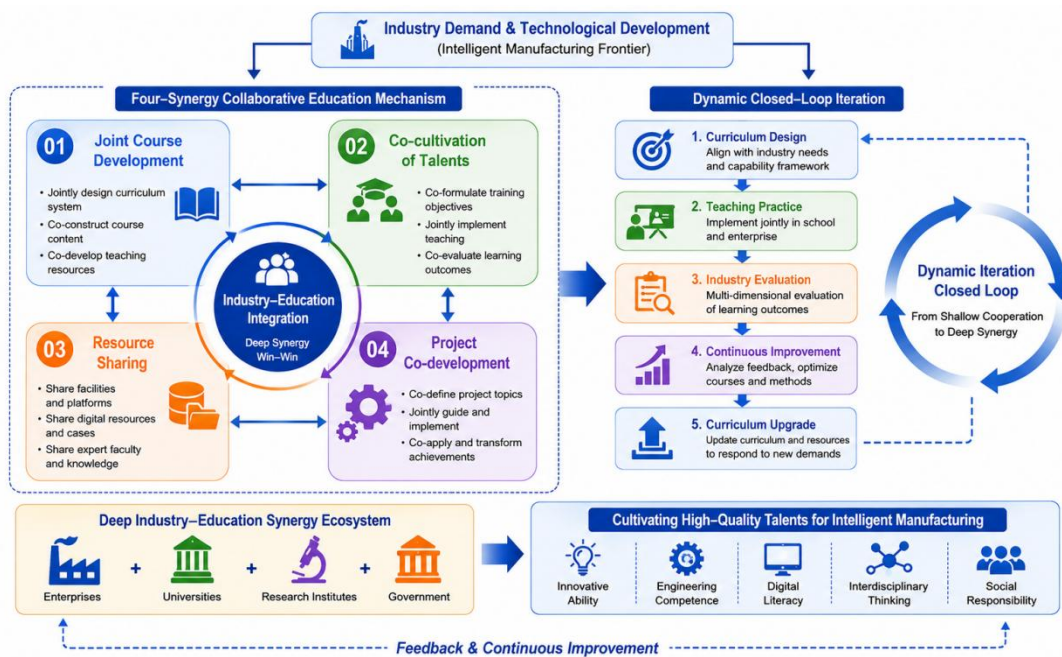 Industry Demand & Technological Development
(Intelligent Manufacturing Frontier)
Four–Synergy Collaborative Education Mechanism
01
Joint Course
Development
• Jointly design curriculum
system
• Co-construct course
content
• Co-develop teaching
resources
02
Co-cultivation
of Talents
• Co-formulate training
objectives
• Jointly implement
teaching
• Co-evaluate learning
outcomes
Industry–Education
Integration
Deep Synergy
Win–Win
03
Resource
Sharing
• Share facilities
and platforms
• Share digital resources
and cases
• Share expert faculty
and knowledge
04
Project
Co-development
• Co-define project topics
• Jointly guide and
implement
• Co-apply and transform
achievements
Dynamic Closed–Loop Iteration
1. Curriculum Design
Align with industry needs
and capability framework
2. Teaching Practice
Implement jointly in school
and enterprise
3. Industry Evaluation
Multi-dimensional evaluation
of learning outcomes
4. Continuous Improvement
Analyze feedback, optimize
courses and methods
5. Curriculum Upgrade
Update curriculum and resources
to respond to new demands
Dynamic Iteration
Closed Loop
From Shallow Cooperation
to Deep Synergy
Deep Industry–Education Synergy Ecosystem
Enterprises
+
Universities
+
Research Institutes
+
Government
Cultivating High–Quality Talents for Intelligent Manufacturing
Innovative
Ability
Engineering
Competence
Digital
Literacy
Interdisciplinary
Thinking
Social
Responsibility
Feedback & Continuous Improvement